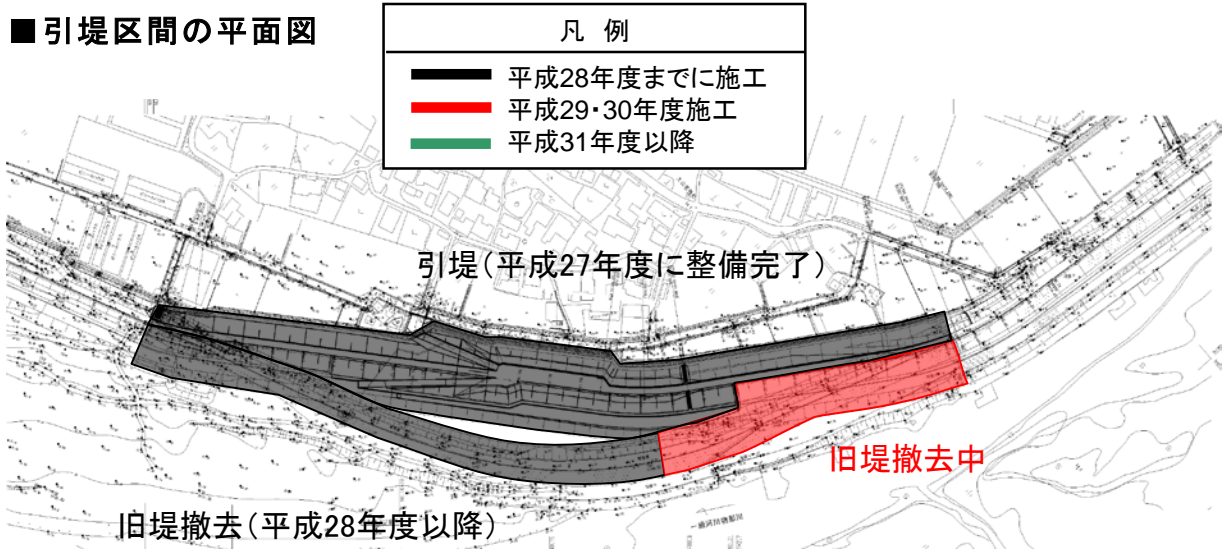 ■引堤区間の平面図
凡 例
平成28年度までに施工
平成29・30年度施工
平成31年度以降
引堤(平成27年度に整備完了)
旧堤撤去中
旧堤撤去(平成28年度以降)